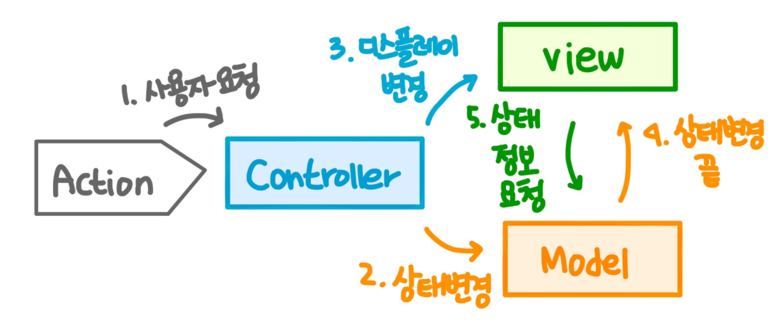 1. 사용자 요청
Action
Controller
3. 디스플레이
변경
view
5. 상태
정보
요청
4. 상태변경
끝
2. 상태변경
Model